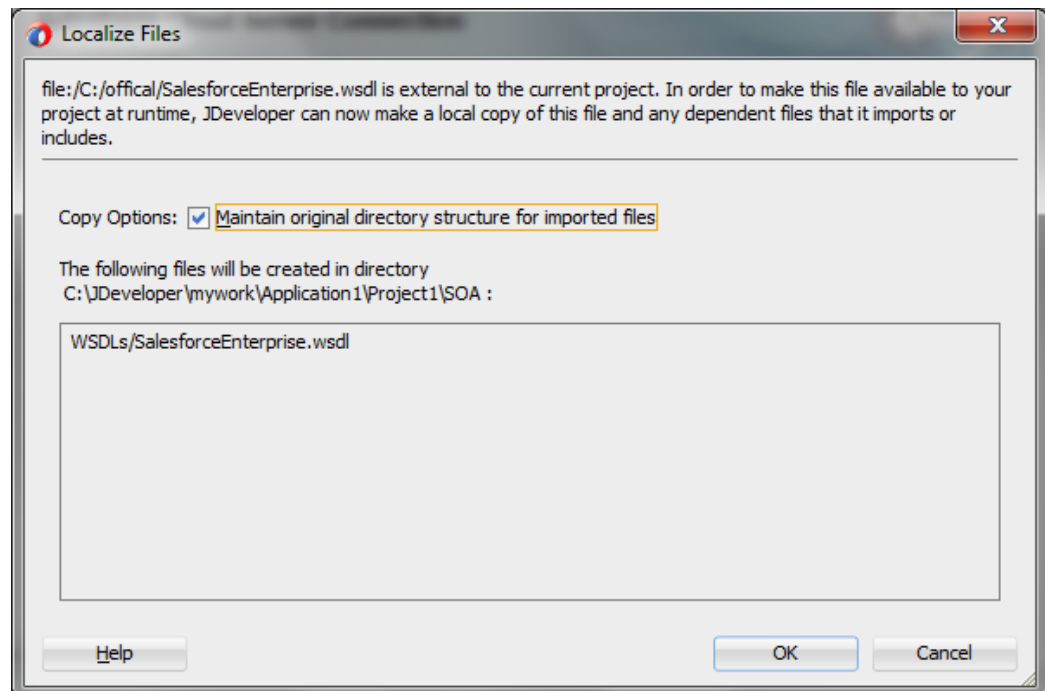 Server Connection
Localize Files
file:/C:/offical/SalesforceEnterprise.wsdl is external to the current project. In order to make this file available to your
project at runtime, JDeveloper can now make a local copy of this file and any dependent files that it imports or
includes.
Copy Options: Maintain original directory structure for imported files
The following files will be created in directory
C:\JDeveloper\mywork\Application1\Project1\SOA :
WSDLs/SalesforceEnterprise.wsdl
Help
OK
Cancel